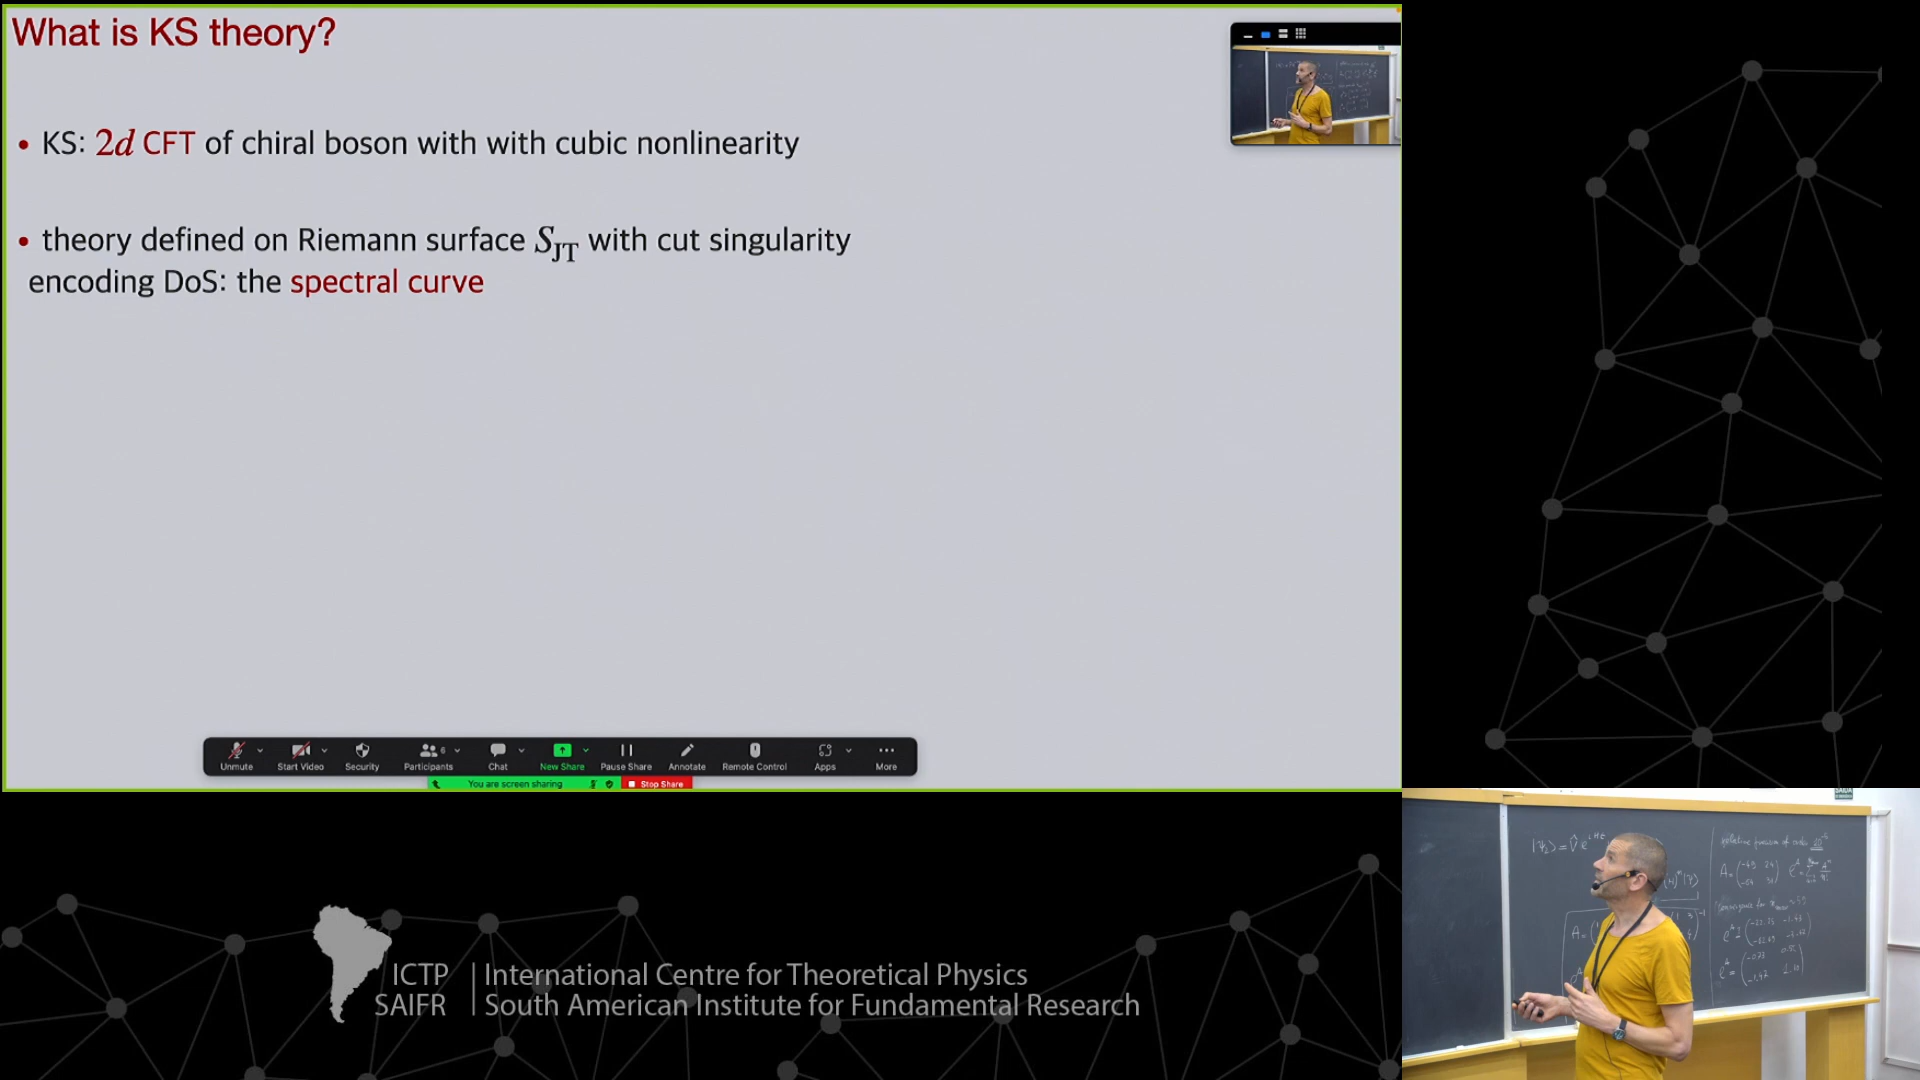 What is KS theory?
• KS: 2d CFT of chiral boson with with cubic nonlinearity
• theory defined on Riemann surface S_JT with cut singularity
encoding DoS: the spectral curve
Unmute
Start Video
Security
Participants 6
Chat
New Share
Pause Share
Annotate
Remote Control
Apps
More
You are screen sharing
Stop Share
ICTP | International Centre for Theoretical Physics
SAIFR | South American Institute for Fundamental Research